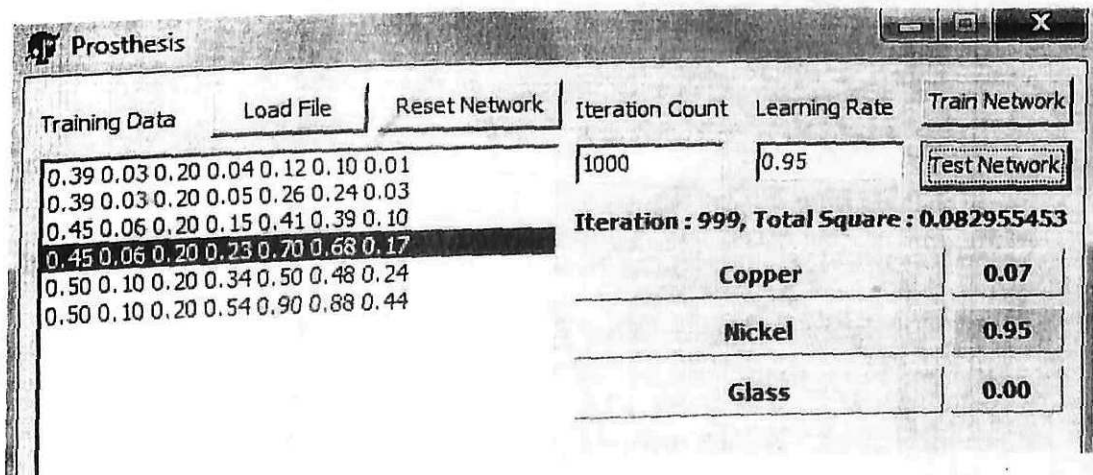 Prosthesis
Training Data Load File Reset Network Iteration Count Learning Rate Train Network
1000 0.95 Test Network
0.39 0.03 0.20 0.04 0.12 0.10 0.01
0.39 0.03 0.20 0.05 0.26 0.24 0.03
0.45 0.06 0.20 0.15 0.41 0.39 0.10
0.45 0.06 0.20 0.23 0.70 0.68 0.17
0.50 0.10 0.20 0.34 0.50 0.48 0.24
0.50 0.10 0.20 0.54 0.90 0.88 0.44
Iteration : 999, Total Square : 0.082955453
Copper 0.07
Nickel 0.95
Glass 0.00